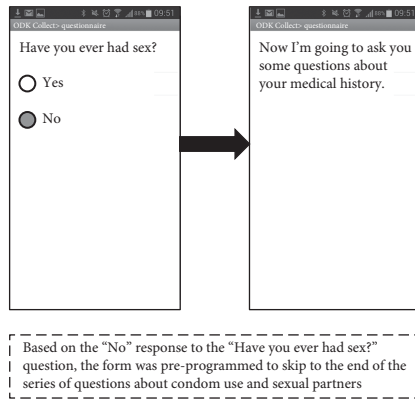 09:51
ODK Collect> questionnaire
Have you ever had sex?
Yes
No
09:51
ODK Collect> questionnaire
Now I’m going to ask you
some questions about
your medical history.
Based on the “No” response to the “Have you ever had sex?”
question, the form was pre-programmed to skip to the end of the
series of questions about condom use and sexual partners